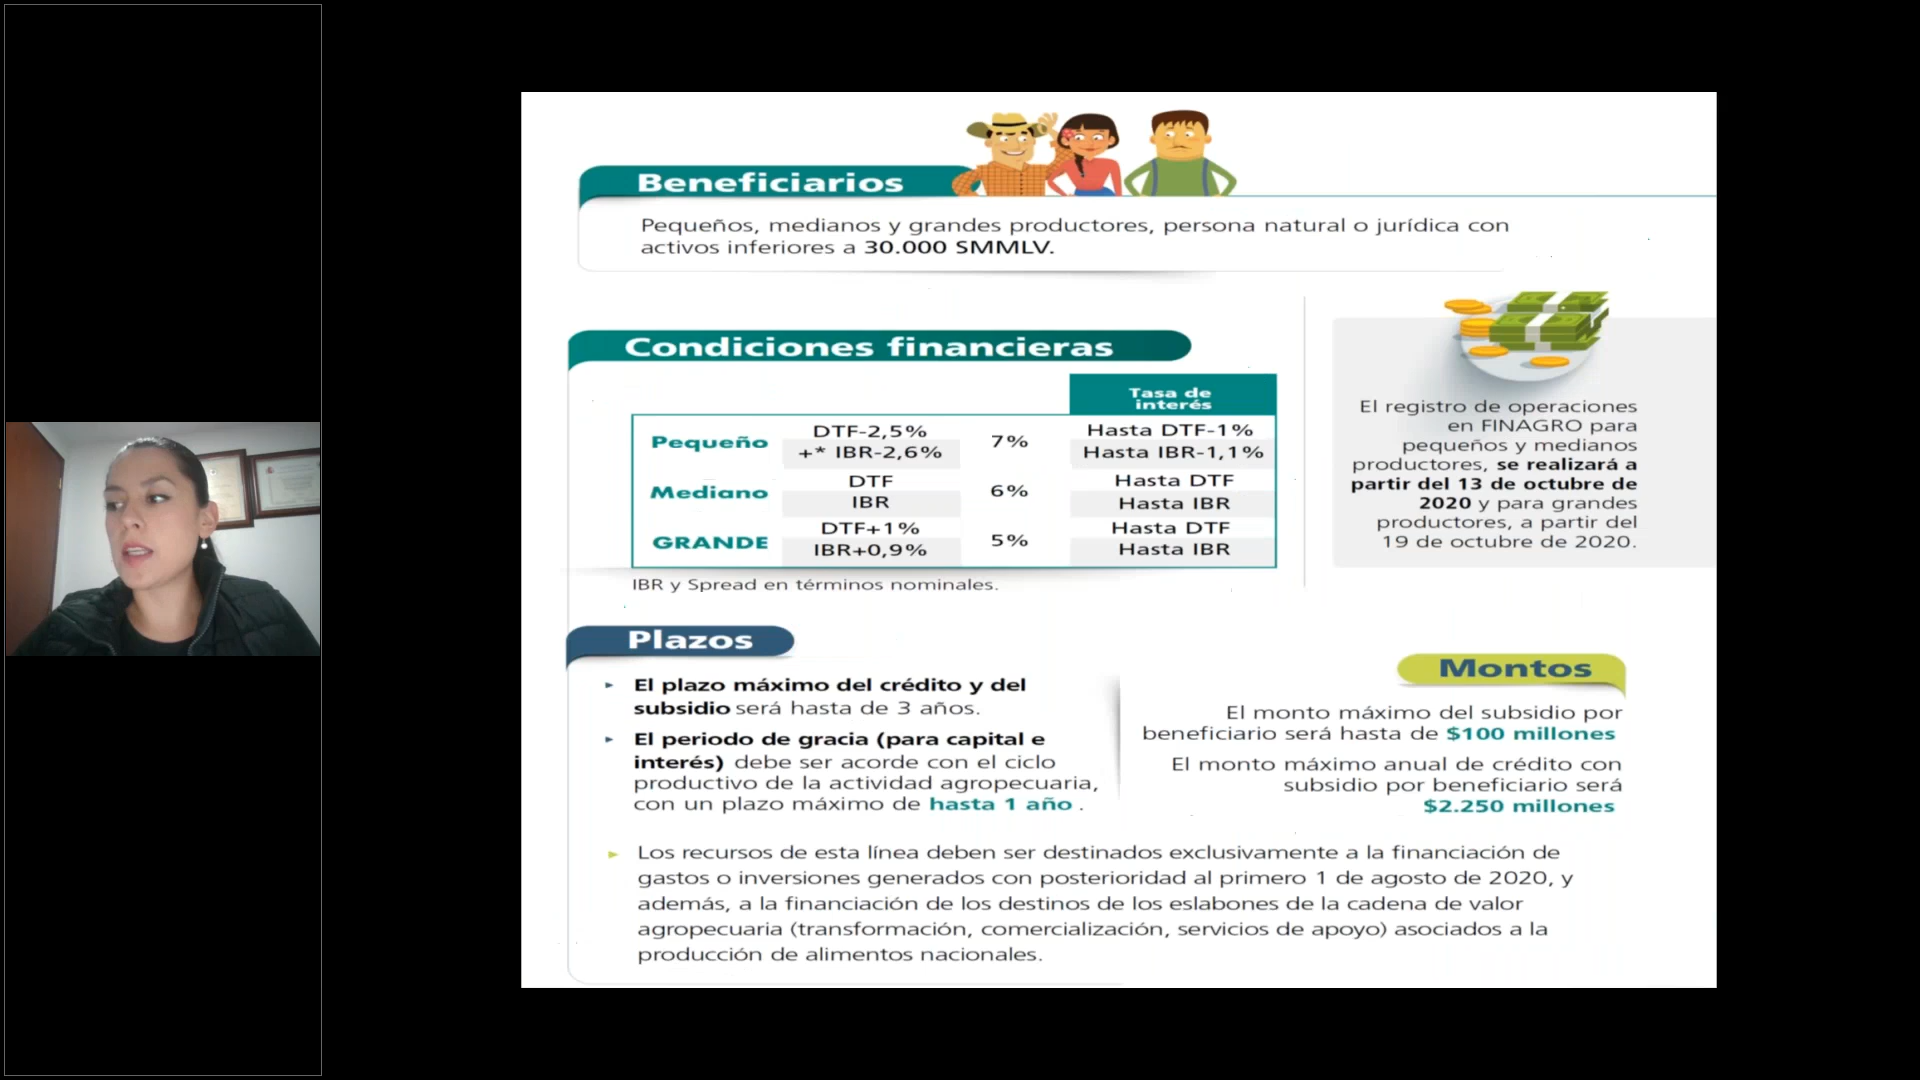 Beneficiarios
Pequeños, medianos y grandes productores, persona natural o jurídica con
activos inferiores a 30.000 SMMLV.
Condiciones financieras
Tasa de
interés
Pequeño
DTF-2,5%
+* IBR-2,6%
7%
Hasta DTF-1%
Hasta IBR-1,1%
Mediano
DTF
IBR
6%
Hasta DTF
Hasta IBR
GRANDE
DTF+1%
IBR+0,9%
5%
Hasta DTF
Hasta IBR
IBR y Spread en términos nominales.
El registro de operaciones
en FINAGRO para
pequeños y medianos
productores, se realizará a
partir del 13 de octubre de
2020 y para grandes
productores, a partir del
19 de octubre de 2020.
Plazos
► El plazo máximo del crédito y del
subsidio será hasta de 3 años.
► El periodo de gracia (para capital e
interés) debe ser acorde con el ciclo
productivo de la actividad agropecuaria,
con un plazo máximo de hasta 1 año .
Montos
El monto máximo del subsidio por
beneficiario será hasta de $100 millones
El monto máximo anual de crédito con
subsidio por beneficiario será
$2.250 millones
► Los recursos de esta línea deben ser destinados exclusivamente a la financiación de
gastos o inversiones generados con posterioridad al primero 1 de agosto de 2020, y
además, a la financiación de los destinos de los eslabones de la cadena de valor
agropecuaria (transformación, comercialización, servicios de apoyo) asociados a la
producción de alimentos nacionales.